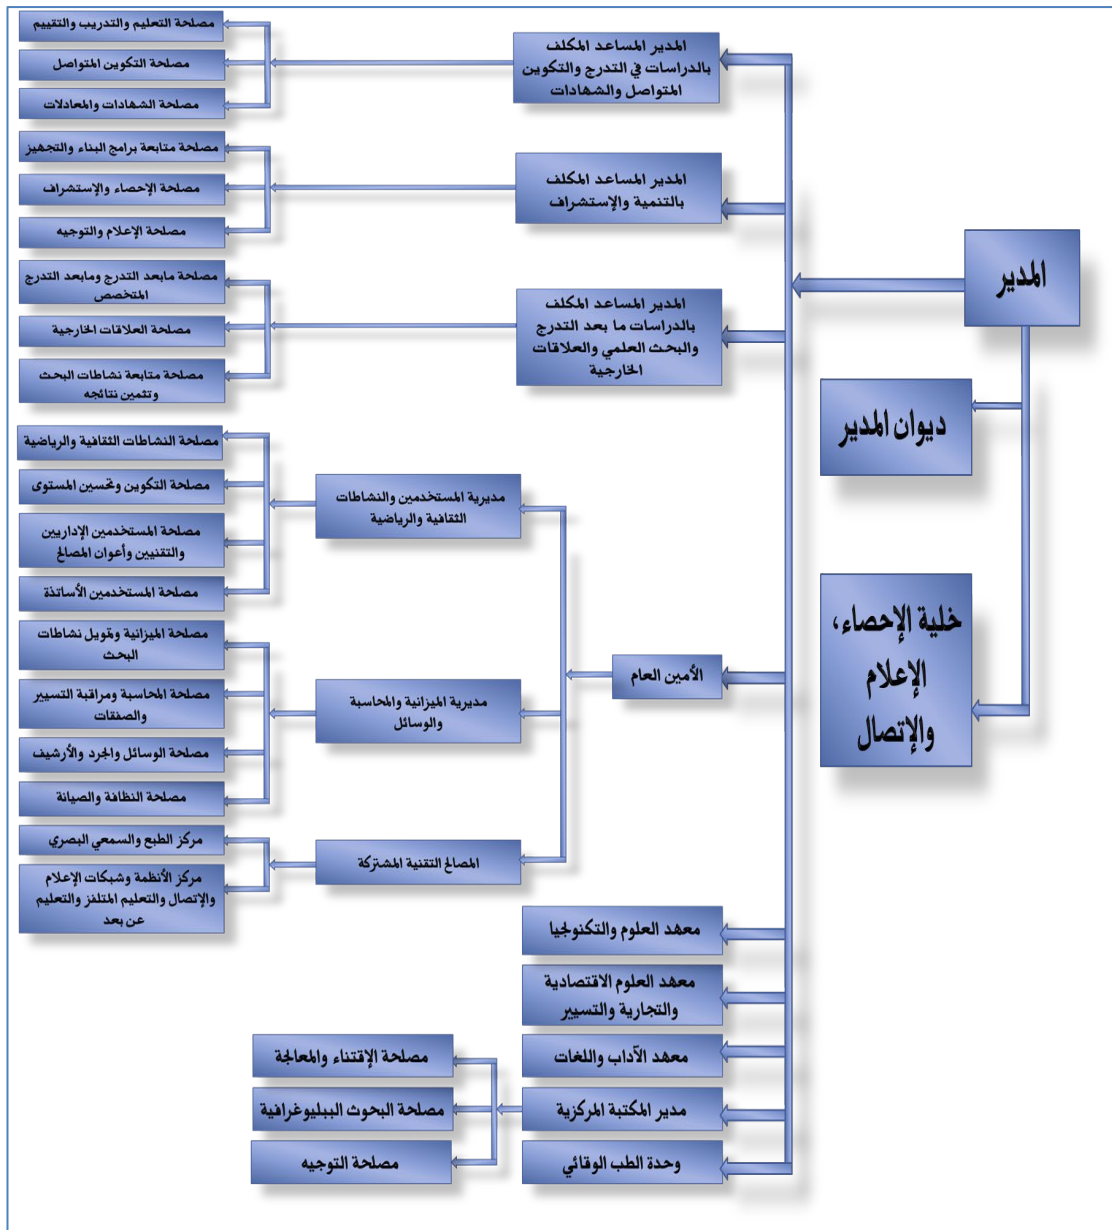 المدير
ديوان المدير
خلية الإحصاء،
الإعلام
والإتصال
المدير المساعد المكلف
بالدراسات في التدرج والتكوين
المتواصل والشهادات
مصلحة التعليم والتدريب والتقييم
مصلحة التكوين المتواصل
مصلحة الشهادات والمعادلات
المدير المساعد المكلف
بالتنمية والإستشراف
مصلحة متابعة برامج البناء والتجهيز
مصلحة الإحصاء والإستشراف
مصلحة الإعلام والتوجيه
المدير المساعد المكلف
بالدراسات ما بعد التدرج
والبحث العلمي والعلاقات
الخارجية
مصلحة مابعد التدرج ومابعد التدرج
المتخصص
مصلحة العلاقات الخارجية
مصلحة متابعة نشاطات البحث
وتثمين نتائجه
الأمين العام
مديرية المستخدمين والنشاطات
الثقافية والرياضية
مصلحة النشاطات الثقافية والرياضية
مصلحة التكوين وتحسين المستوى
مصلحة المستخدمين الإداريين
والتقنيين وأعوان المصالح
مصلحة المستخدمين الأساتذة
مديرية الميزانية والمحاسبة
والوسائل
مصلحة الميزانية وتمويل نشاطات
البحث
مصلحة المحاسبة ومراقبة التسيير
والصنقات
مصلحة الوسائل والجرد والأرشيف
مصلحة النظافة والصيانة
المصالح التقنية المشتركة
مركز الطبع والسمعي البصري
مركز الأنظمة وشبكات الإعلام
والإتصال والتعليم المتلفز والتعليم
عن بعد
معهد العلوم والتكنولجيا
معهد العلوم الاقتصادية
والتجارية والتسيير
معهد الآداب واللغات
مدير المكتبة المركزية
مصلحة الإقتناء والمعالجة
مصلحة البحوث الببليوغرافية
مصلحة التوجيه
وحدة الطب الوقائي